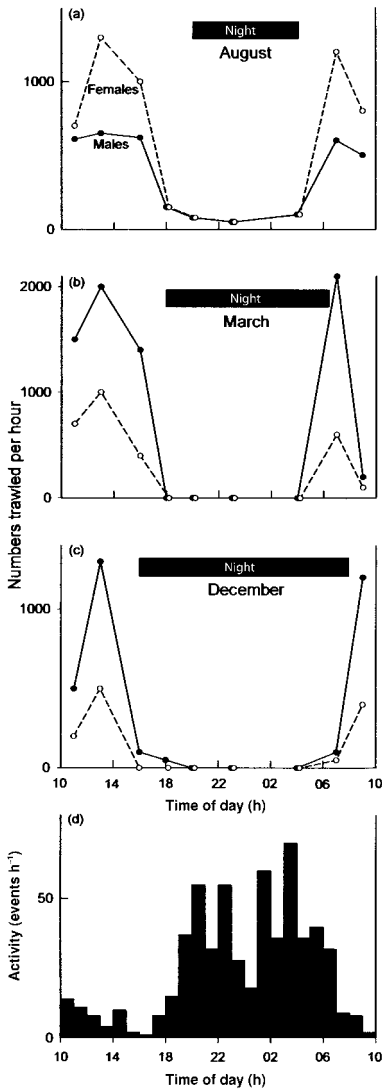 (a)
Night
August
1000
Females
Males
0
(b)
2000
Night
March
1000
0
Numbers trawled per hour
(c)
Night
December
1000
0
10 14 18 22 02 06 10
Time of day (h)
(d)
50
0
Activity (events h⁻¹)
10 14 18 22 02 06 10
Time of day (h)